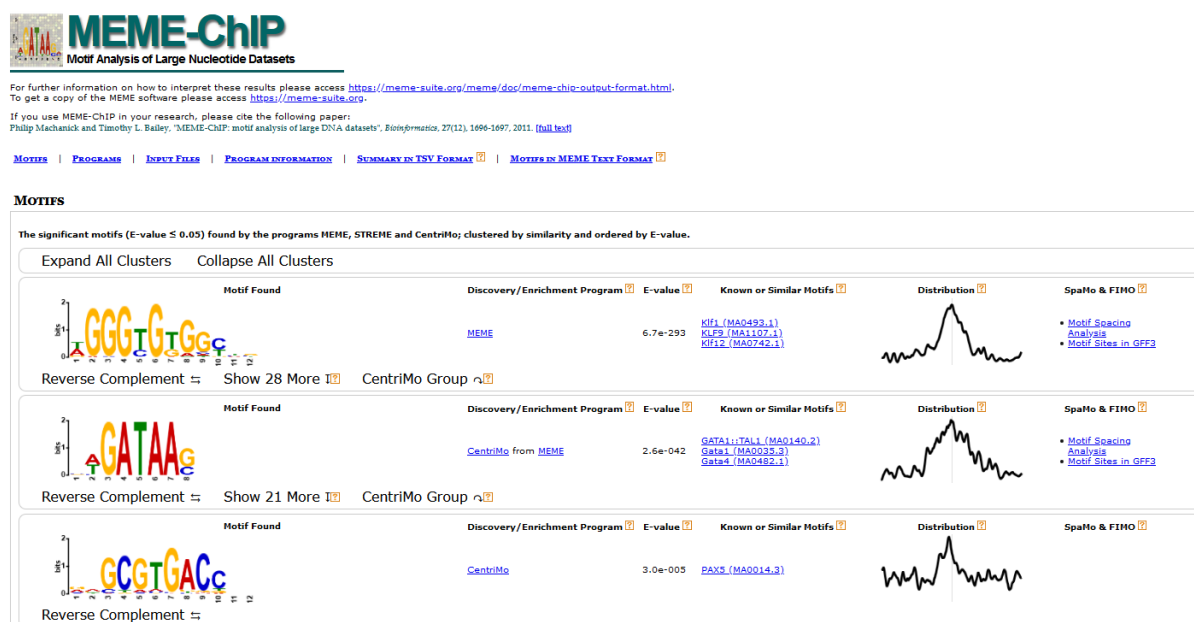 MEME-ChIP
Motif Analysis of Large Nucleotide Datasets
For further information on how to interpret these results please access https://meme-suite.org/meme/doc/meme-chip-output-format.html.
To get a copy of the MEME software please access https://meme-suite.org.
If you use MEME-ChIP in your research, please cite the following paper:
Philip Machanick and Timothy L. Bailey, "MEME-ChIP: motif analysis of large DNA datasets", Bioinformatics, 27(12), 1696-1697, 2011. [full text]
Motifs | Programs | Input Files | Program information | Summary in TSV Format ? | Motifs in MEME Text Format ?
Motifs
The significant motifs (E-value ≤ 0.05) found by the programs MEME, STREME and CentriMo; clustered by similarity and ordered by E-value.
Expand All Clusters Collapse All Clusters
Motif Found Discovery/Enrichment Program ? E-value ? Known or Similar Motifs ? Distribution ? SpaMo & FIMO ?
MEME 6.7e-293
Klf1 (MA0493.1)
KLF9 (MA1107.1)
Klf12 (MA0742.1)
• Motif Spacing
Analysis
• Motif Sites in GFF3
Reverse Complement ⇆ Show 28 More ? CentriMo Group ?
Motif Found Discovery/Enrichment Program ? E-value ? Known or Similar Motifs ? Distribution ? SpaMo & FIMO ?
CentriMo from MEME 2.6e-042
GATA1::TAL1 (MA0140.2)
Gata1 (MA0035.3)
Gata4 (MA0482.1)
• Motif Spacing
Analysis
• Motif Sites in GFF3
Reverse Complement ⇆ Show 21 More ? CentriMo Group ?
Motif Found Discovery/Enrichment Program ? E-value ? Known or Similar Motifs ? Distribution ? SpaMo & FIMO ?
CentriMo 3.0e-005 PAX5 (MA0014.3)
Reverse Complement ⇆